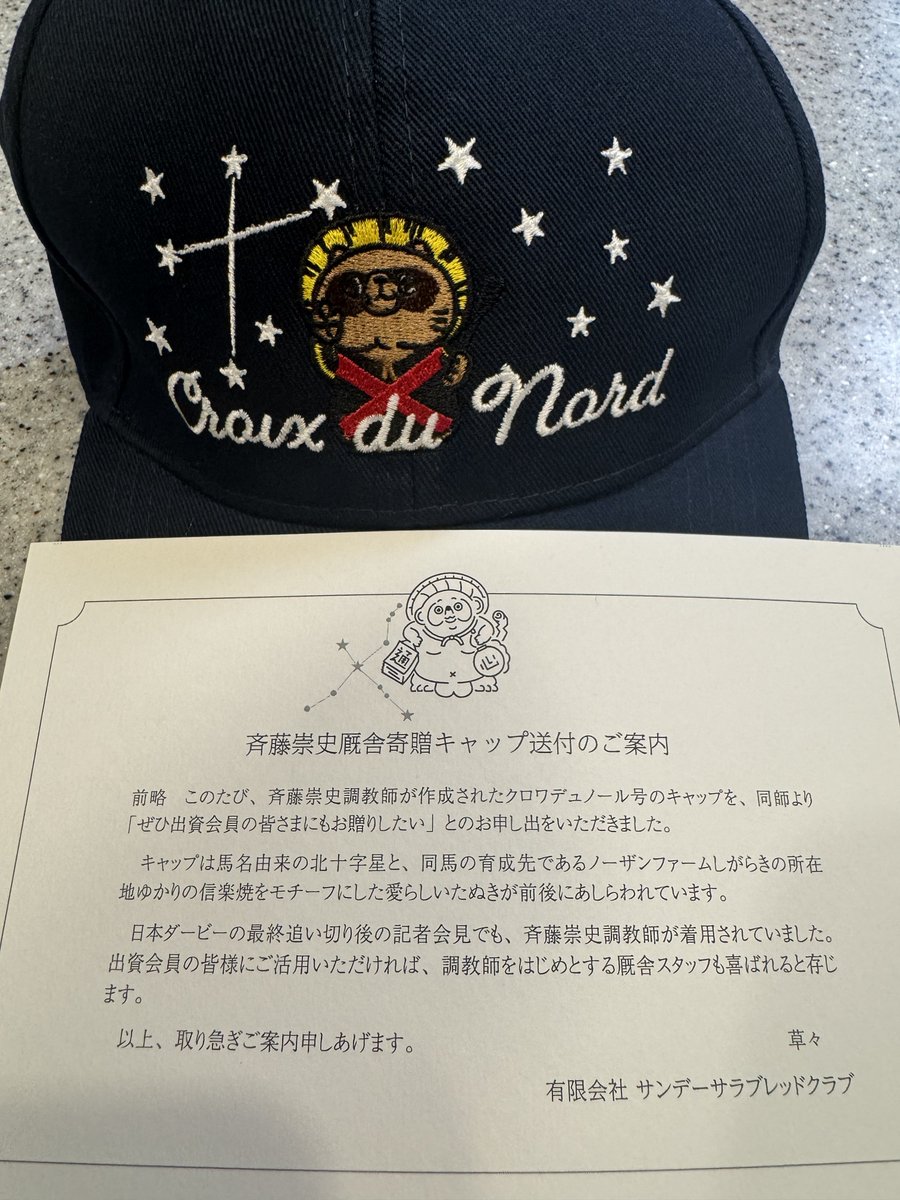 Croix du Nord
通
心
斉藤崇史厩舎寄贈キャップ送付のご案内
前略　このたび、斉藤崇史調教師が作成されたクロワデュノール号のキャップを、同師より
「ぜひ出資会員の皆さまにもお贈りしたい」とのお申し出をいただきました。
キャップは馬名由来の北十字星と、同馬の育成先であるノーザンファームしがらきの所在
地ゆかりの信楽焼をモチーフにした愛らしいたぬきが前後にあしらわれています。
日本ダービーの最終追い切り後の記者会見でも、斉藤崇史調教師が着用されていました。
出資会員の皆様にご活用いただければ、調教師をはじめとする厩舎スタッフも喜ばれると存じ
ます。
以上、取り急ぎご案内申しあげます。　草々
有限会社 サンデーサラブレッドクラブ